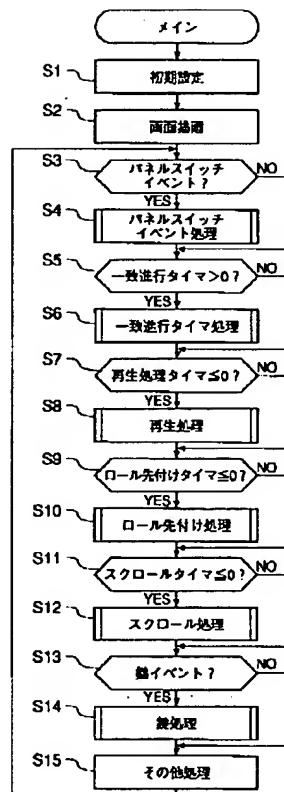 メイン
S1
初期設定
S2
画面描画
S3
パネルスイッチ
イベント?
NO
YES
S4
パネルスイッチ
イベント処理
S5
一致進行タイマ>0?
NO
YES
S6
一致進行タイマ処理
S7
再生処理タイマ≦0?
NO
YES
S8
再生処理
S9
ロール先付けタイマ≦0?
NO
YES
S10
ロール先付け処理
S11
スクロールタイマ≦0?
NO
YES
S12
スクロール処理
S13
鍵イベント?
NO
YES
S14
鍵処理
S15
その他処理